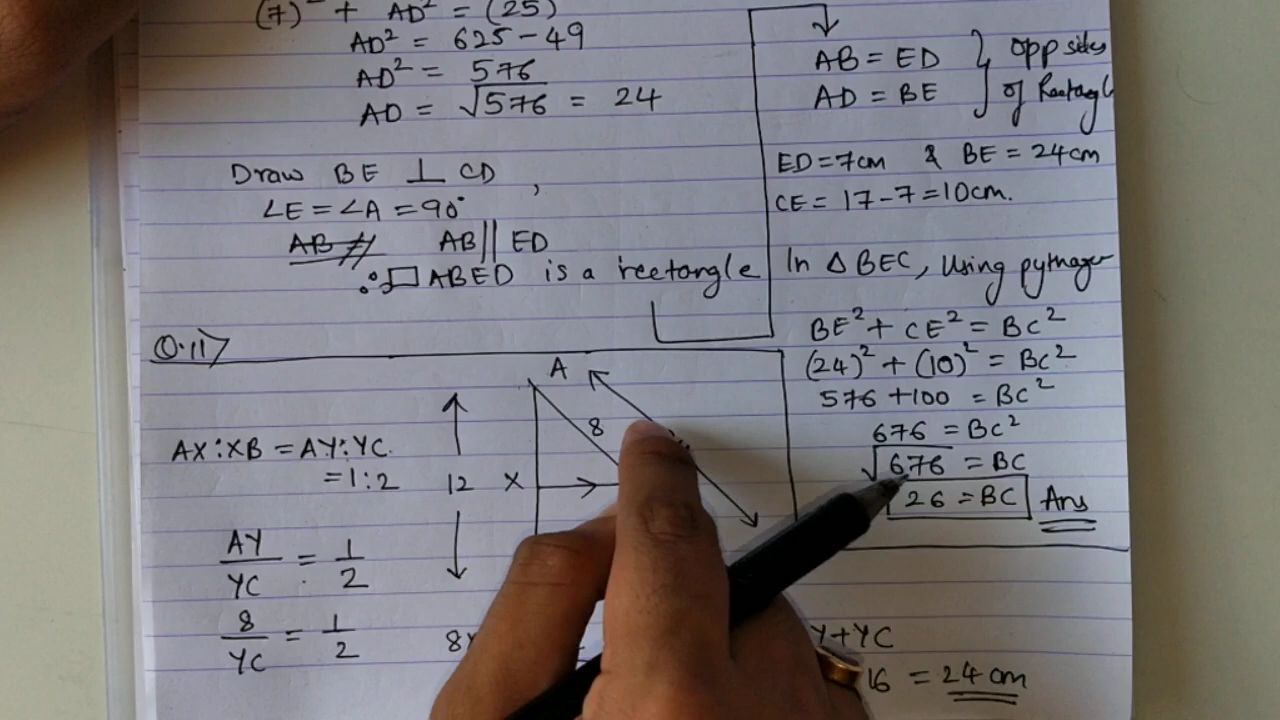 (7)² + AD² = (25)
AD² = 625 - 49
AD² = 576
AD = √576 = 24
Draw BE ⊥ CD ,
∠E = ∠A = 90°
AB ∥ AB || ED
∴ □ ABED is a reetangle
AB = ED } opp sides
AD = BE } of Rectangle
ED = 7cm & BE = 24cm
CE = 17 - 7 = 10cm.
In △ BEC, Using
BE² + CE² = BC²
(24)² + (10)² = BC²
576 + 100 = BC²
676 = BC²
√676 = BC
26 = BC Ans
Q.11)
AX : XB = AY : YC
= 1 : 2
AY/YC = 1/2
8/YC = 1/2
12
A
8
X
8
Y + YC
16 = 24 cm